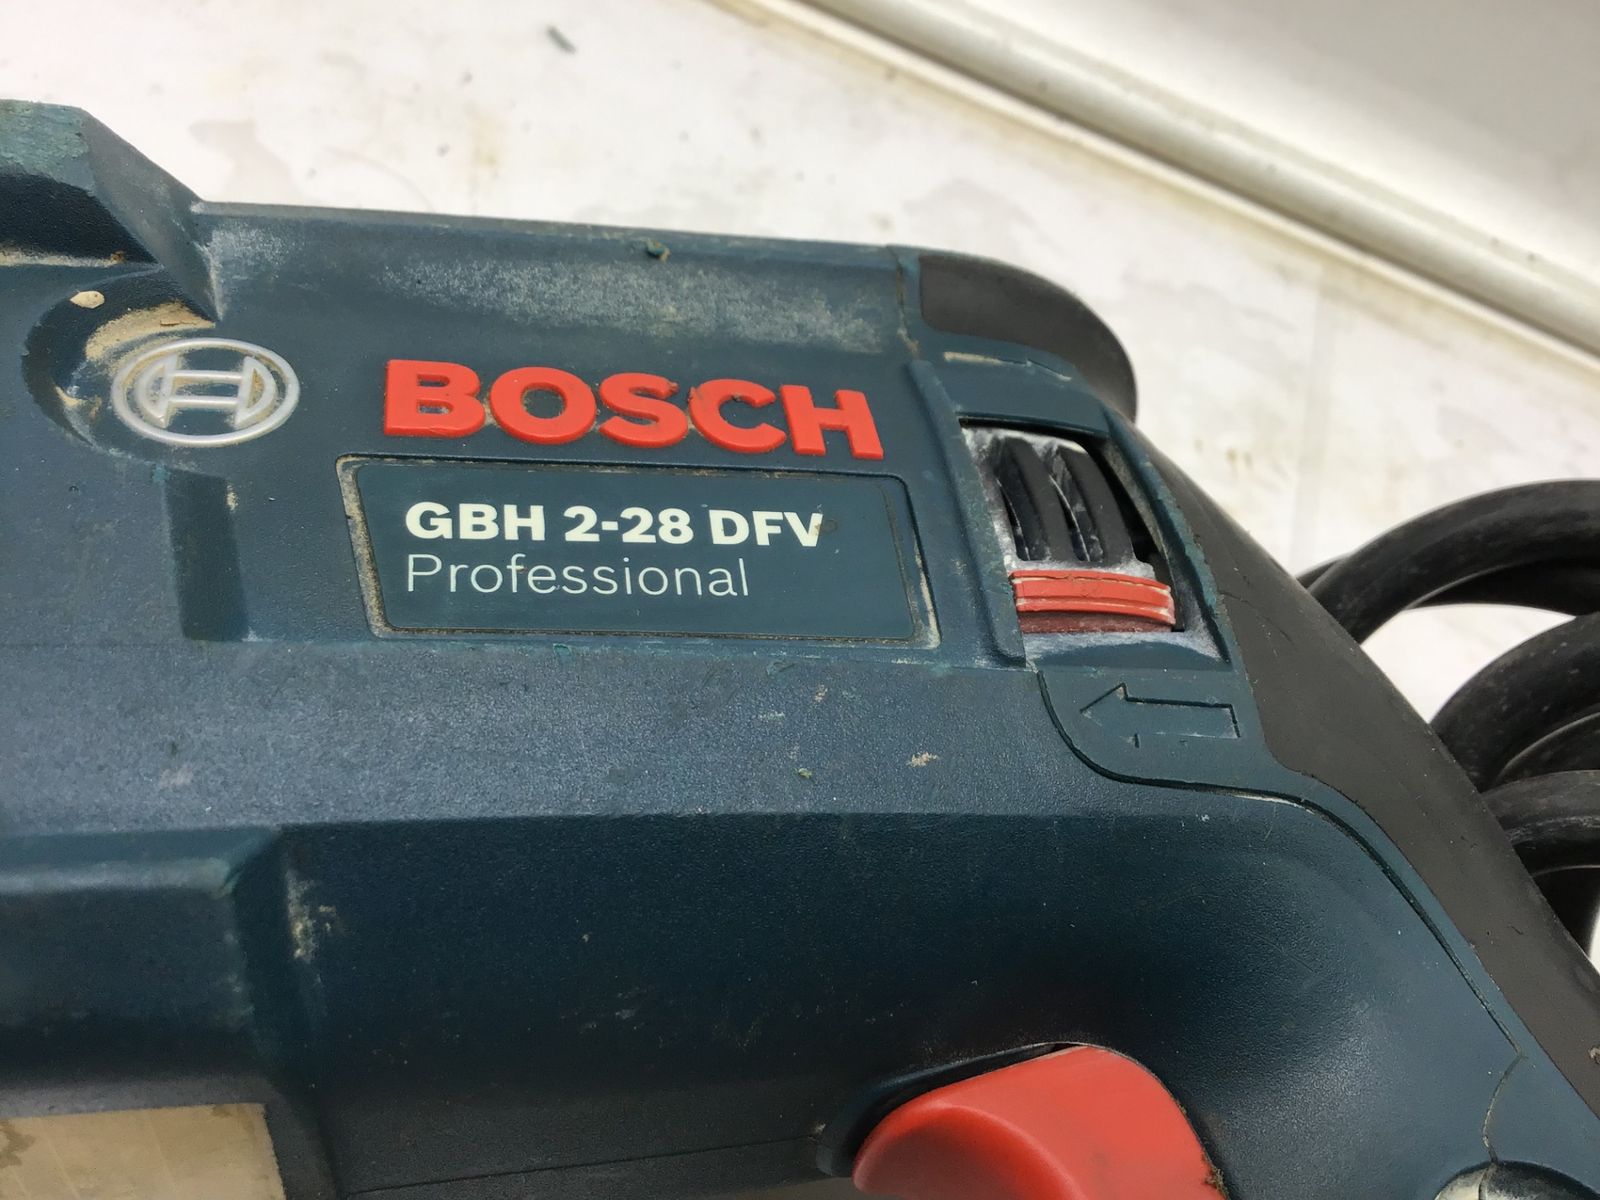 BOSCH
GBH 2-28 DFV
Professional